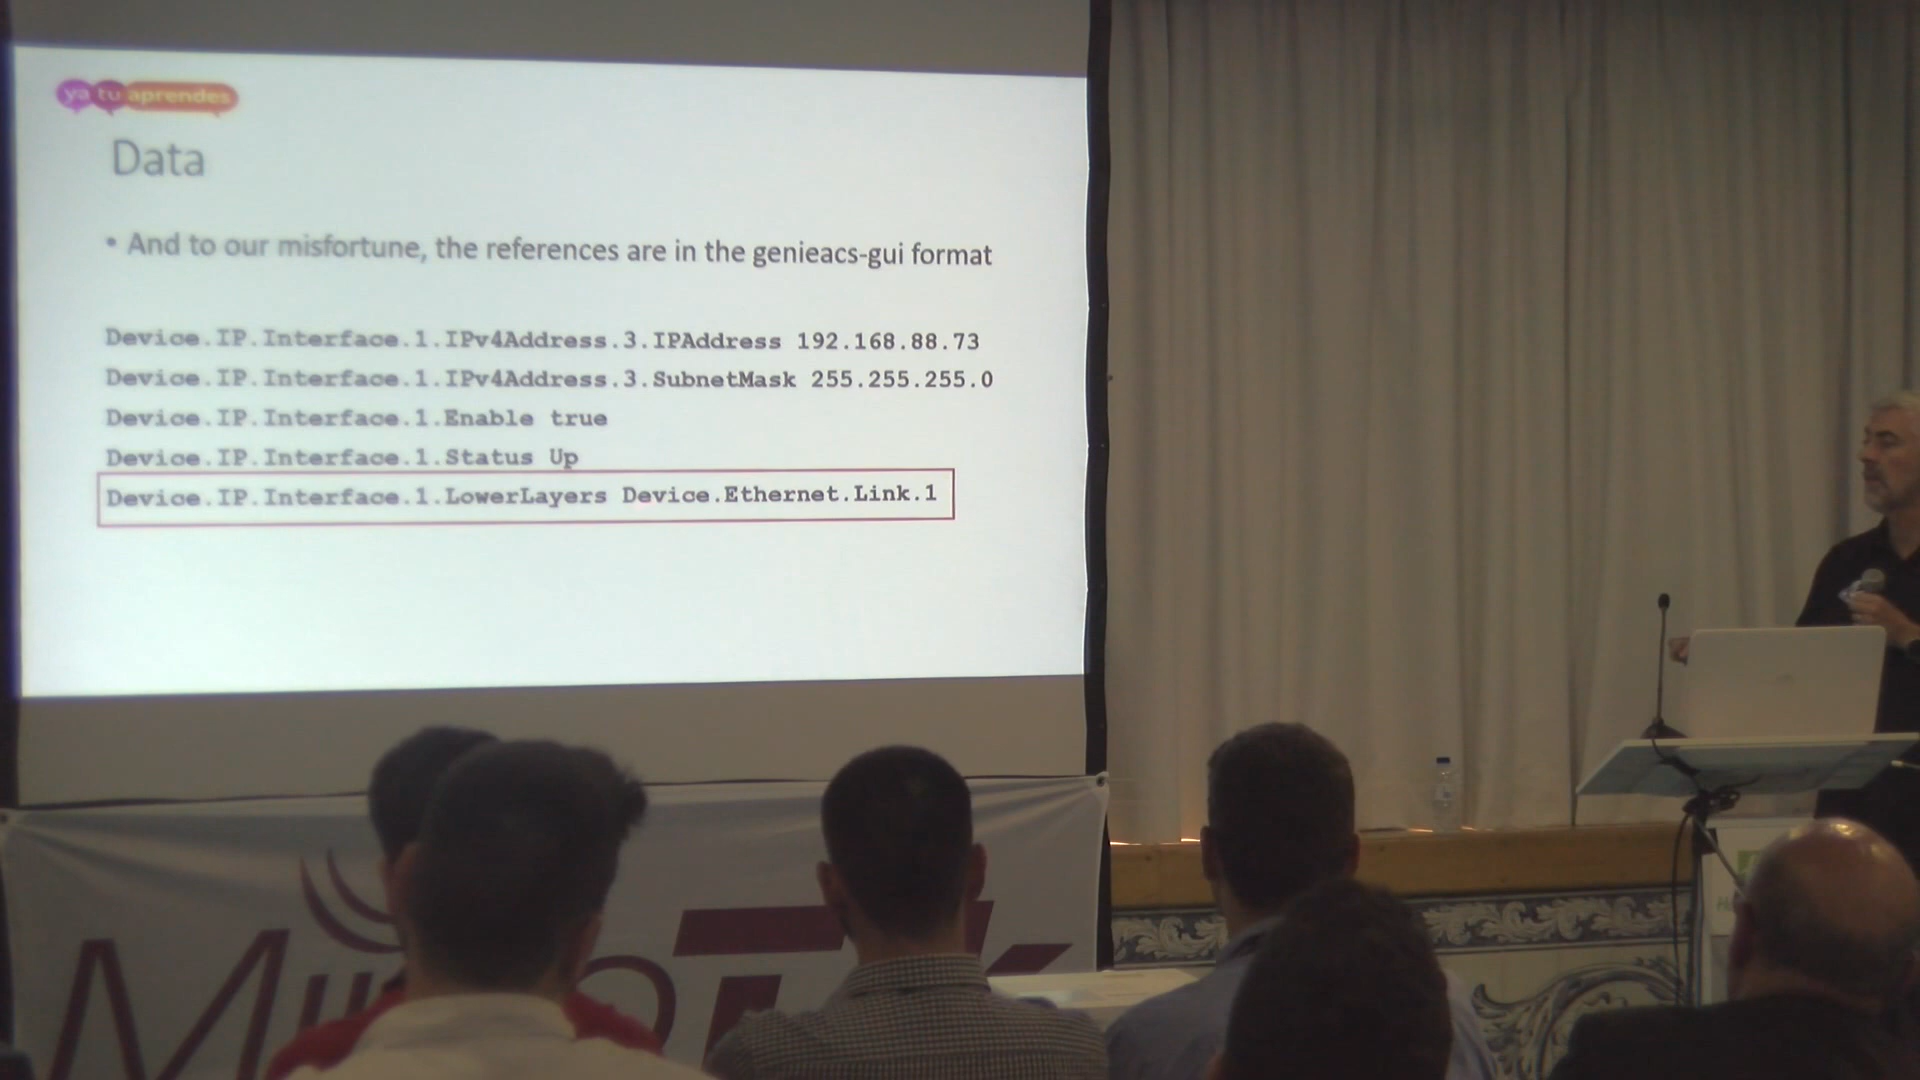 ya tu aprendes
Data
• And to our misfortune, the references are in the genieacs-gui format
Device.IP.Interface.1.IPv4Address.3.IPAddress 192.168.88.73
Device.IP.Interface.1.IPv4Address.3.SubnetMask 255.255.255.0
Device.IP.Interface.1.Enable true
Device.IP.Interface.1.Status Up
Device.IP.Interface.1.LowerLayers Device.Ethernet.Link.1